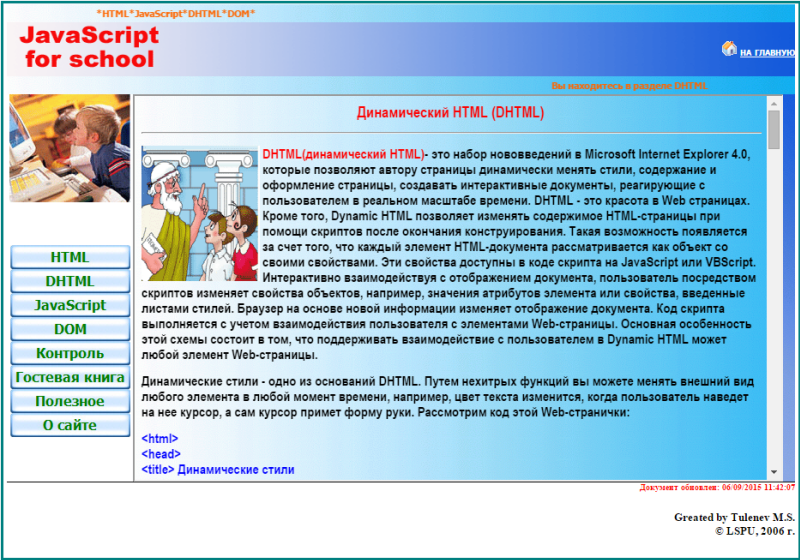 *HTML*JavaScript*DHTML*DOM*
JavaScript
for school
НА ГЛАВНУЮ
Вы находитесь в разделе DHTML
HTML
DHTML
JavaScript
DOM
Контроль
Гостевая книга
Полезное
О сайте
Динамический HTML (DHTML)
DHTML(динамический HTML)- это набор нововведений в Microsoft Internet Explorer 4.0,
которые позволяют автору страницы динамически менять стили, содержание и
оформление страницы, создавать интерактивные документы, реагирующие с
пользователем в реальном масштабе времени. DHTML - это красота в Web страницах.
Кроме того, Dynamic HTML позволяет изменять содержимое HTML-страницы при
помощи скриптов после окончания конструирования. Такая возможность появляется
за счет того, что каждый элемент HTML-документа рассматривается как объект со
своими свойствами. Эти свойства доступны в коде скрипта на JavaScript или VBScript.
Интерактивно взаимодействуя с отображением документа, пользователь посредством
скриптов изменяет свойства объектов, например, значения атрибутов элемента или свойства, введенные
листами стилей. Браузер на основе новой информации изменяет отображение документа. Код скрипта
выполняется с учетом взаимодействия пользователя с элементами Web-страницы. Основная особенность
этой схемы состоит в том, что поддерживать взаимодействие с пользователем в Dynamic HTML может
любой элемент Web-страницы.
Динамические стили - одно из оснований DHTML. Путем нехитрых функций вы можете менять внешний вид
любого элемента в любой момент времени, например, цвет текста изменится, когда пользователь наведет
на нее курсор, а сам курсор примет форму руки. Рассмотрим код этой Web-странички:
<html>
<head>
<title> Динамические стили
Документ обновлен: 06/09/2015 11:42:07
Greated by Tulenev M.S.
© LSPU, 2006 г.